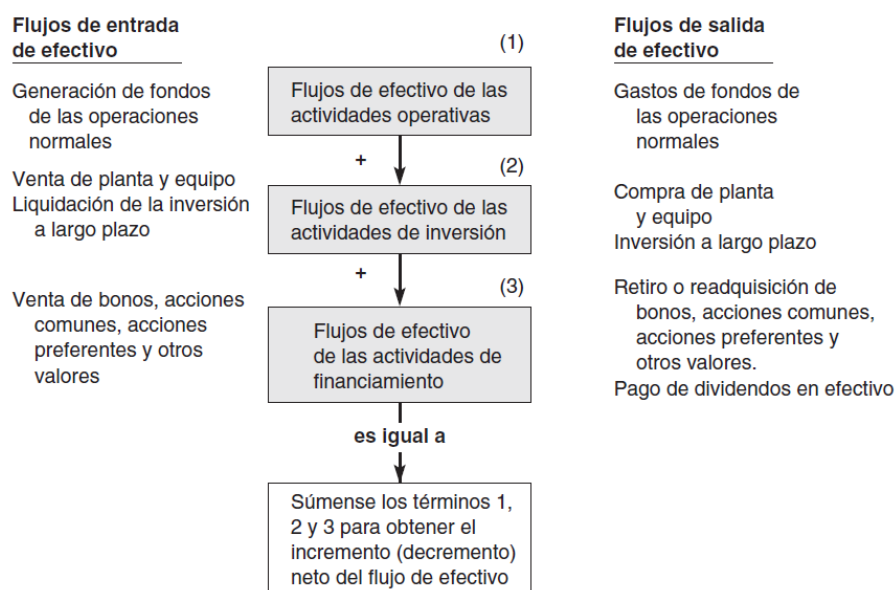 Flujos de entrada
de efectivo
Generación de fondos
de las operaciones
normales
Venta de planta y equipo
Liquidación de la inversión
a largo plazo
Venta de bonos, acciones
comunes, acciones
preferentes y otros
valores
(1)
Flujos de efectivo de las
actividades operativas
+
(2)
Flujos de efectivo de las
actividades de inversión
+
(3)
Flujos de efectivo
de las actividades de
financiamiento
es igual a
Súmense los términos 1,
2 y 3 para obtener el
incremento (decremento)
neto del flujo de efectivo
Flujos de salida
de efectivo
Gastos de fondos de
las operaciones
normales
Compra de planta
y equipo
Inversión a largo plazo
Retiro o readquisición de
bonos, acciones comunes,
acciones preferentes y
otros valores.
Pago de dividendos en efectivo